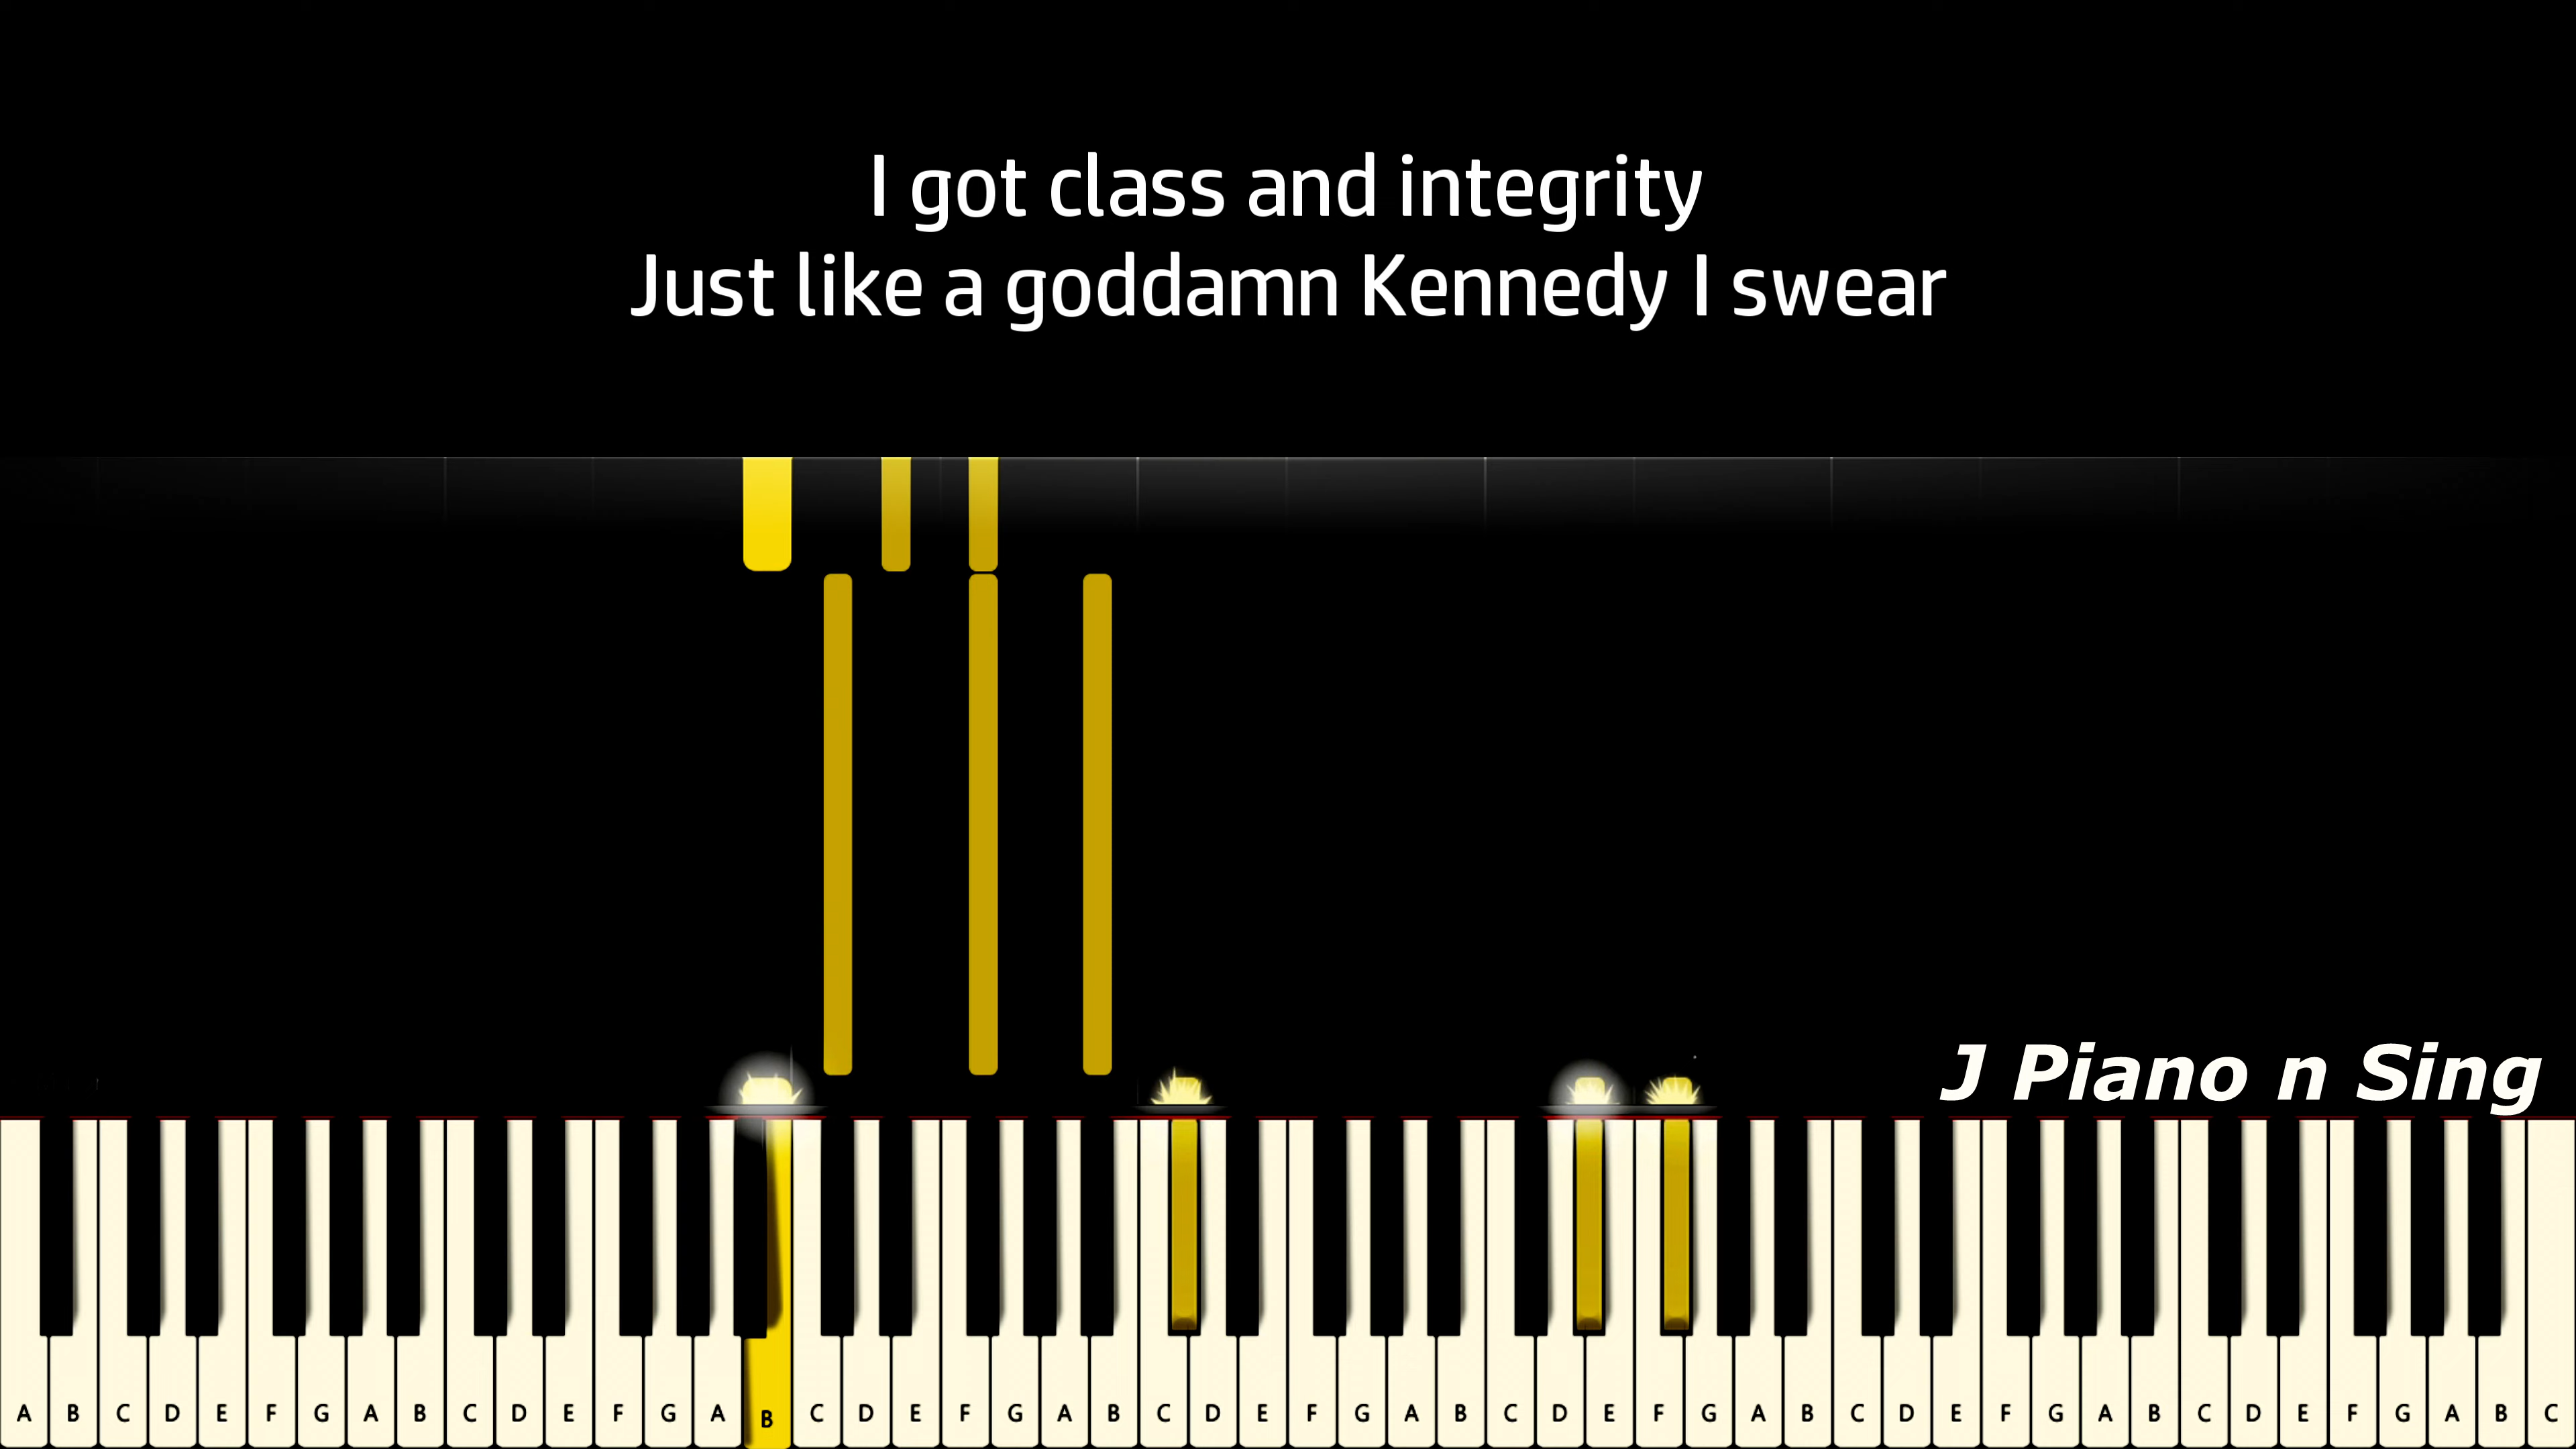 I got class and integrity
Just like a goddamn Kennedy I swear
J Piano n Sing
A B C D E F G A B C D E F G A B C D E F G A B C D E F G A B C D E F G A B C D E F G A B C D E F G A B C